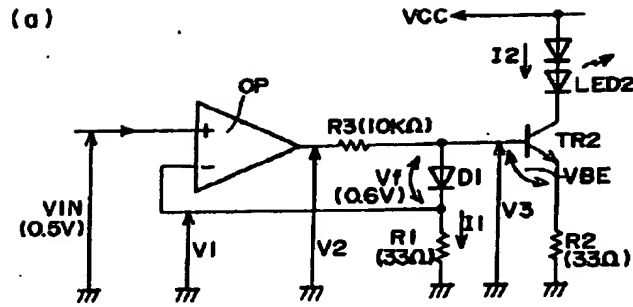 (a)
VCC
I2
LED2
OP
R3(10KΩ)
TR2
+
-
Vf
(0.6V)
D1
VBE
VIN
(0.5V)
V1
V2
I1
R1
(33Ω)
V3
R2
(33Ω)